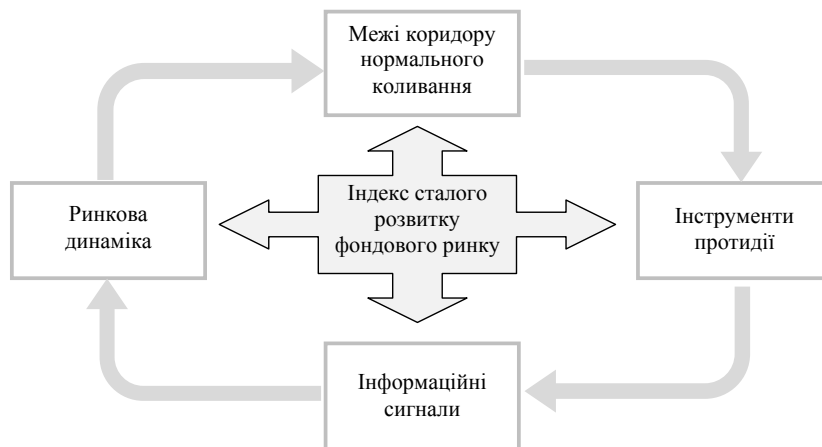 Межі коридору
нормального
коливання
Ринкова
динаміка
Індекс сталого
розвитку
фондового ринку
Інструменти
протидії
Інформаційні
сигнали